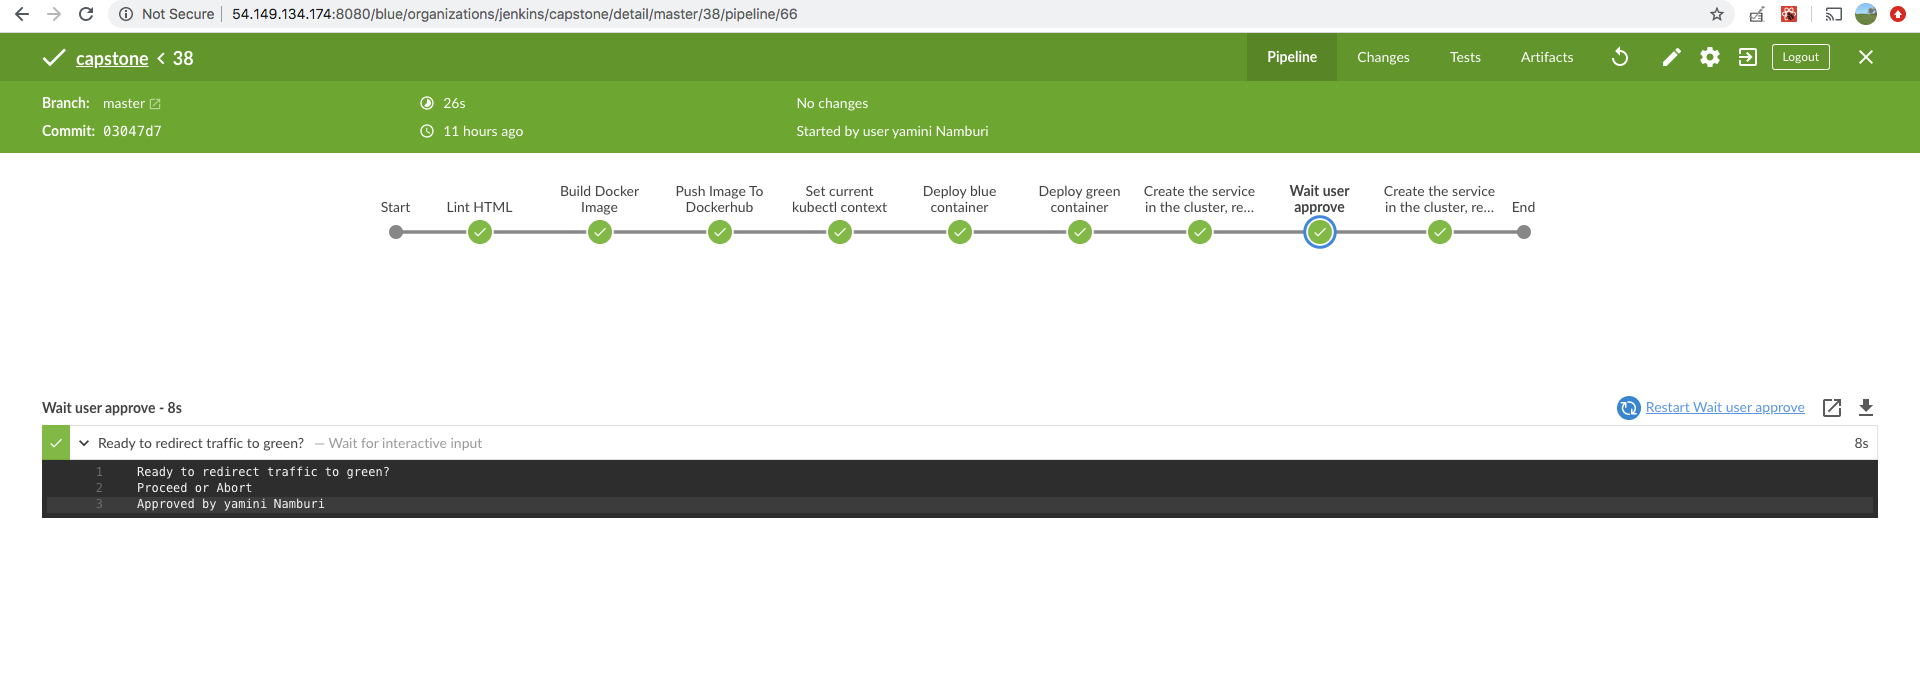 Not Secure 54.149.134.174:8080/blue/organizations/jenkins/capstone/detail/master/38/pipeline/66
capstone < 38
Pipeline Changes Tests Artifacts Logout
Branch: master 26s No changes
Commit: 03047d7 11 hours ago Started by user yamini Namburi
Start
Lint HTML
Build Docker
Image
Push Image To
Dockerhub
Set current
kubectl context
Deploy blue
container
Deploy green
container
Create the service
in the cluster, re...
Wait user
approve
Create the service
in the cluster, re...
End
Wait user approve - 8s Restart Wait user approve
Ready to redirect traffic to green? — Wait for interactive input 8s
1 Ready to redirect traffic to green?
2 Proceed or Abort
3 Approved by yamini Namburi